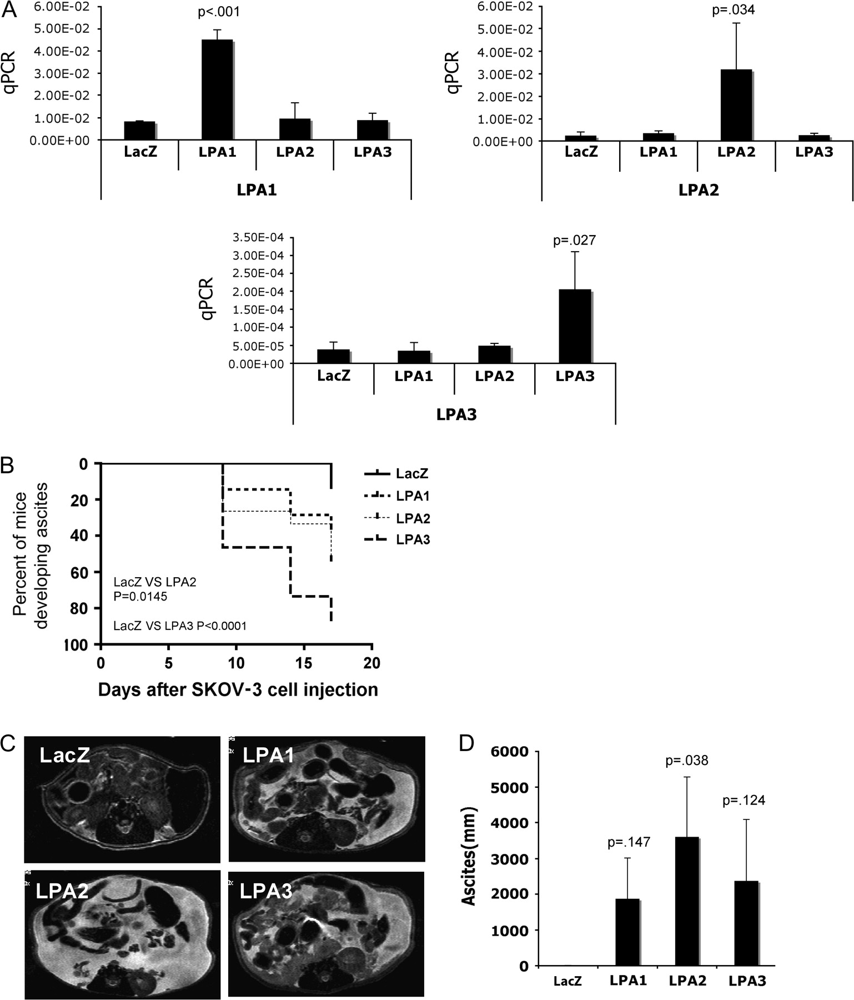 A
6.00E-02
5.00E-02
4.00E-02
3.00E-02
2.00E-02
1.00E-02
0.00E+00
qPCR
p<.001
LacZ LPA1 LPA2 LPA3
LPA1
6.00E-02
5.00E-02
4.00E-02
3.00E-02
2.00E-02
1.00E-02
0.00E+00
qPCR
p=.034
LacZ LPA1 LPA2 LPA3
LPA2
3.50E-04
3.00E-04
2.50E-04
2.00E-04
1.50E-04
1.00E-04
5.00E-05
0.00E+00
qPCR
p=.027
LacZ LPA1 LPA2 LPA3
LPA3
B
Percent of mice
developing ascites
0
20
40
60
80
100
LacZ VS LPA2
P=0.0145
LacZ VS LPA3 P<0.0001
0 5 10 15 20
Days after SKOV-3 cell injection
LacZ
LPA1
LPA2
LPA3
C
LacZ
LPA1
LPA2
LPA3
D
Ascites(mm)
6000
5000
4000
3000
2000
1000
0
p=.147
p=.038
p=.124
LacZ LPA1 LPA2 LPA3